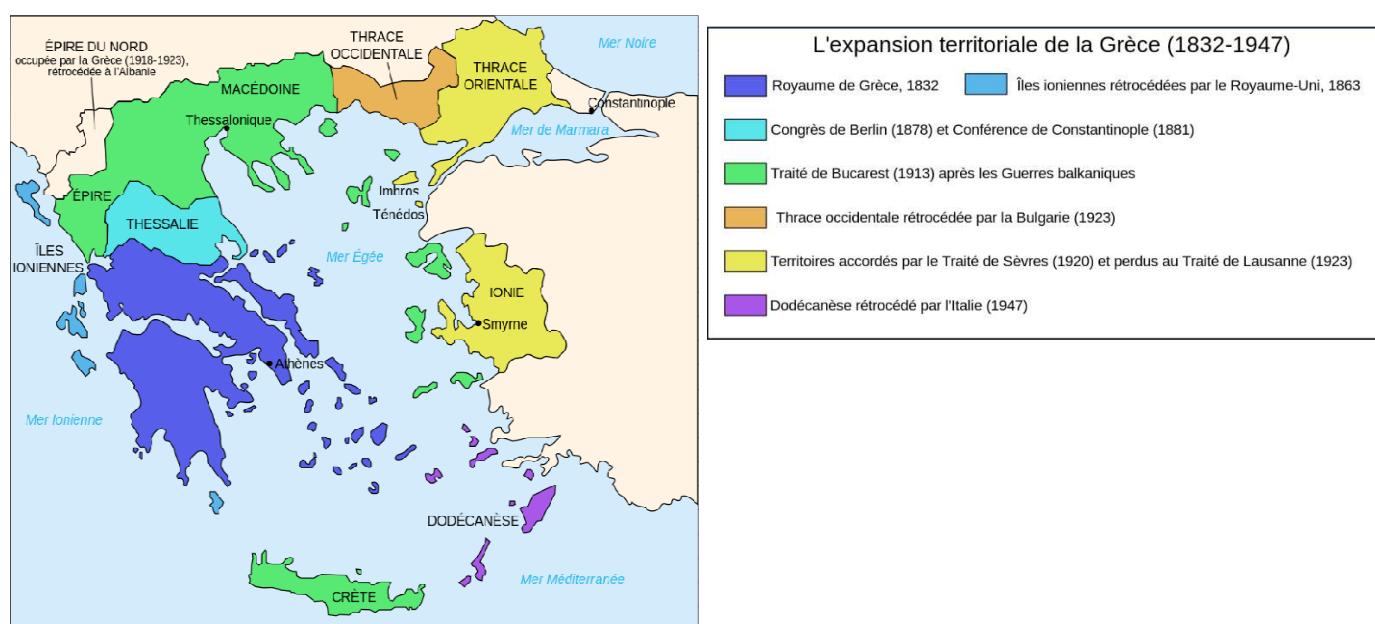 ÉPIRE DU NORD
occupée par la Grèce (1918-1923),
rétrocédée à l'Albanie
THRACE
OCCIDENTALE
Mer Noire
THRACE
ORIENTALE
MACÉDOINE
Constantinople
Thessalonique
Mer de Marmara
Imbros
Ténédos
ÉPIRE
THESSALIE
ÎLES
IONIENNES
Mer Égée
IONIE
Smyrne
Athènes
Mer Ionienne
DODÉCANÈSE
Mer Méditerranée
CRÈTE
L'expansion territoriale de la Grèce (1832-1947)
Royaume de Grèce, 1832
Îles ioniennes rétrocédées par le Royaume-Uni, 1863
Congrès de Berlin (1878) et Conférence de Constantinople (1881)
Traité de Bucarest (1913) après les Guerres balkaniques
Thrace occidentale rétrocédée par la Bulgarie (1923)
Territoires accordés par le Traité de Sèvres (1920) et perdus au Traité de Lausanne (1923)
Dodécanèse rétrocédé par l'Italie (1947)